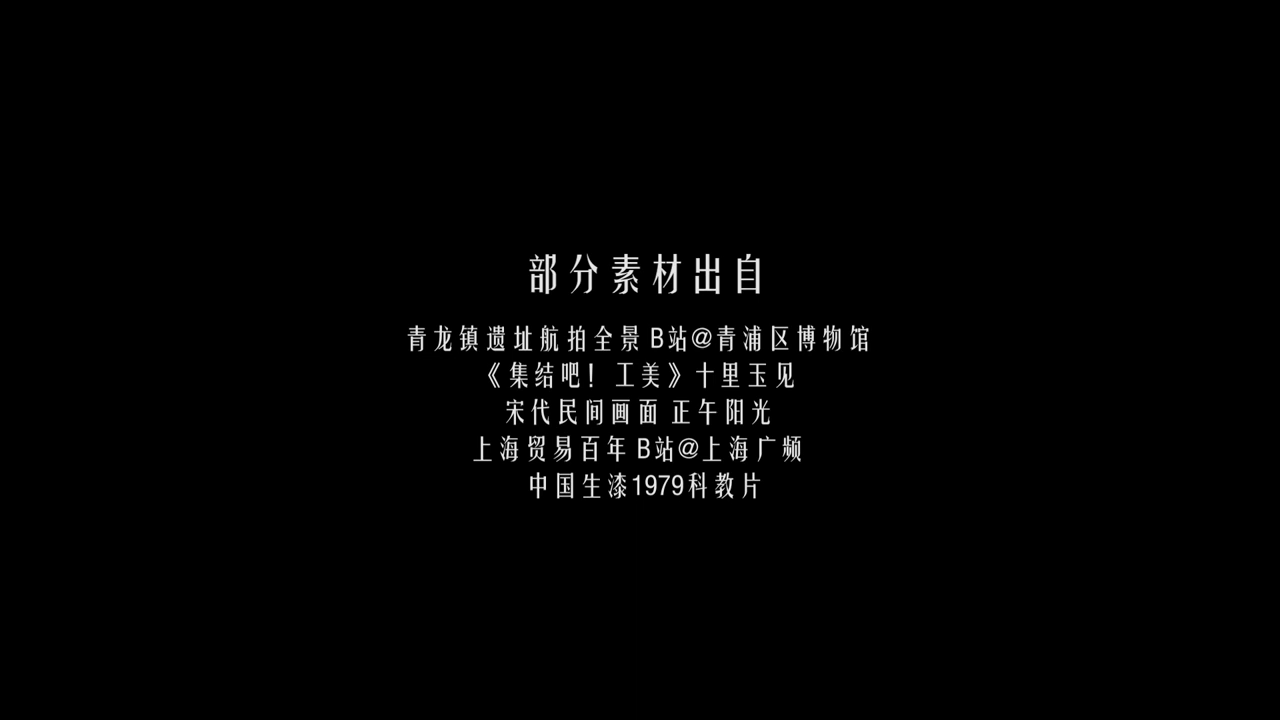 部分素材出自
青龙镇遗址航拍全景 B站@青浦区博物馆
《集结吧！工美》十里玉见
宋代民间画面 正午阳光
上海贸易百年 B站@上海广频
中国生漆1979科教片